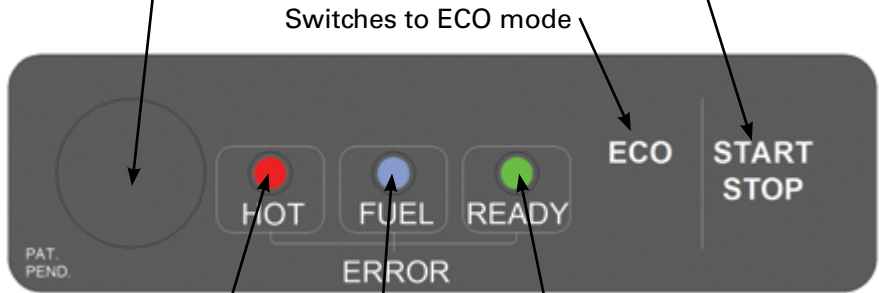 Switches to ECO mode
ECO
START
STOP
HOT
FUEL
READY
ERROR
PAT.
PEND.